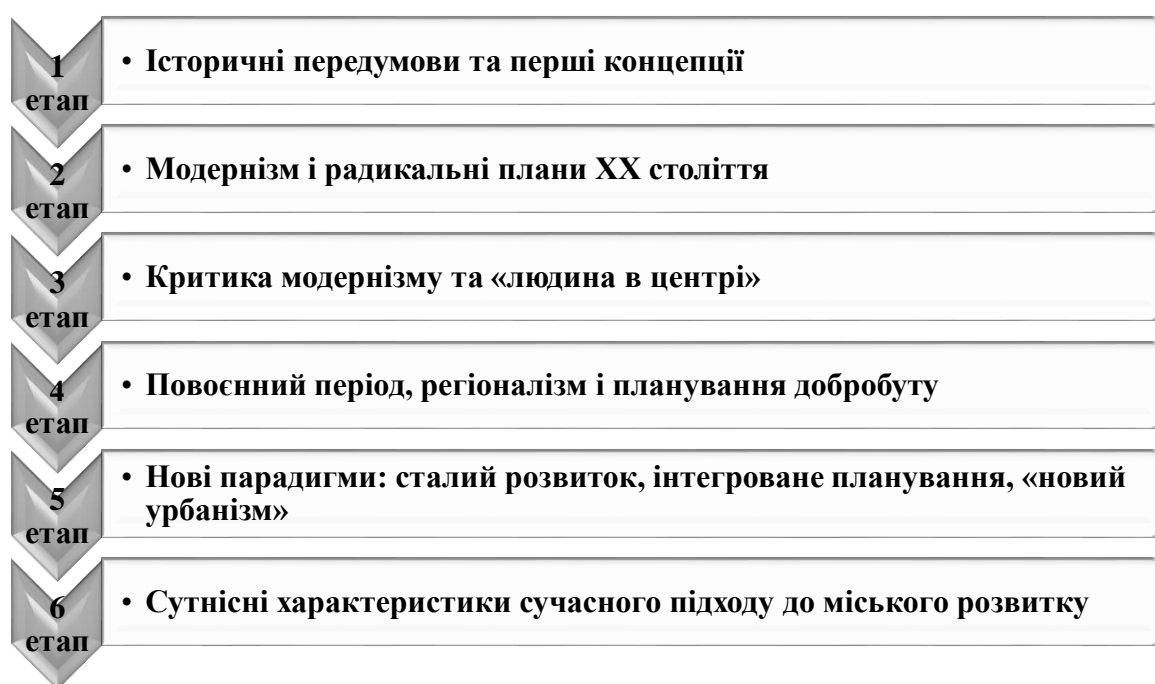 1
етап
• Історичні передумови та перші концепції
2
етап
• Модернізм і радикальні плани ХХ століття
3
етап
• Критика модернізму та «людина в центрі»
4
етап
• Повоєнний період, регіоналізм і планування добробуту
5
етап
• Нові парадигми: сталий розвиток, інтегроване планування, «новий
урбанізм»
6
етап
• Сутнісні характеристики сучасного підходу до міського розвитку